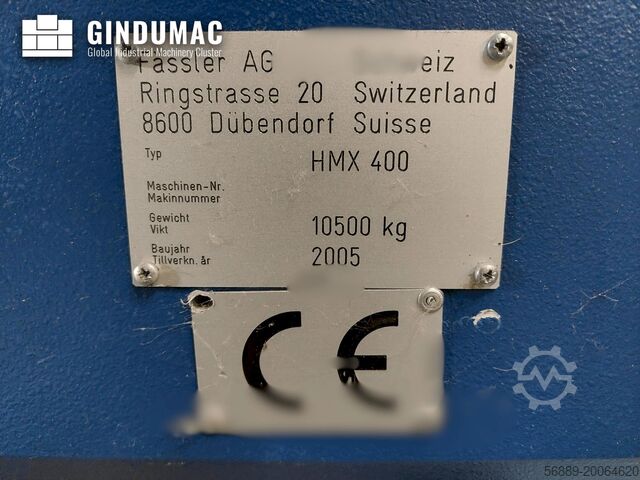 GINDUMAC
Global Industrial Machinery Cluster
Fässler AG eiz
Ringstrasse 20 Switzerland
8600 Dübendorf Suisse
Typ HMX 400
Maschinen-Nr.
Makinnummer
Gewicht
Vikt 10500 kg
Baujahr
Tillverkn. år 2005
CE
56889-20064620